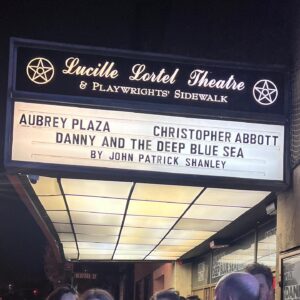 Lucille Lortel Theatre
& PLAYWRIGHTS' SIDEWALK
AUBREY PLAZA CHRISTOPHER ABBOTT
DANNY AND THE DEEP BLUE SEA
BY JOHN PATRICK SHANLEY